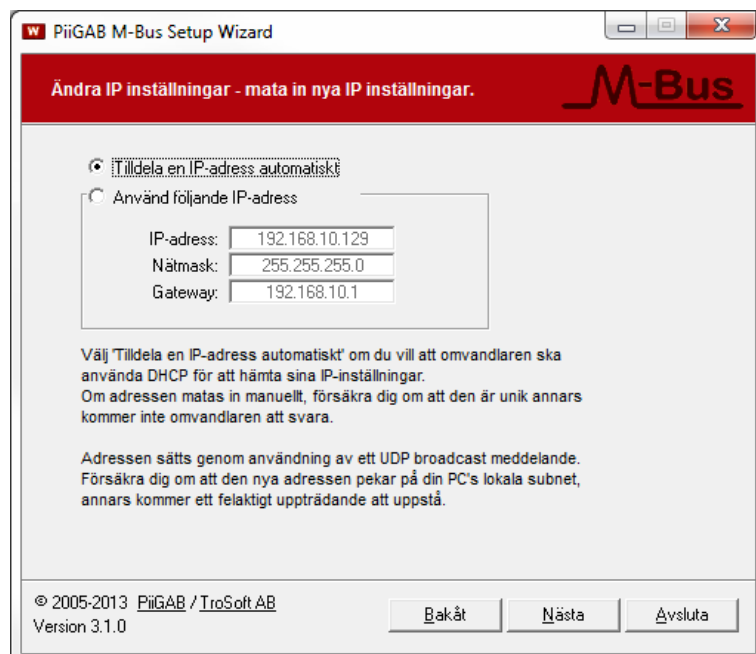 W PiiGAB M-Bus Setup Wizard
Ändra IP inställningar - mata in nya IP inställningar.
M-Bus
Tilldela en IP-adress automatiskt
Använd följande IP-adress
IP-adress: 192.168.10.129
Nätmask: 255.255.255.0
Gateway: 192.168.10.1
Välj 'Tilldela en IP-adress automatiskt' om du vill att omvandlaren ska
använda DHCP för att hämta sina IP-inställningar.
Om adressen matas in manuellt, försäkra dig om att den är unik annars
kommer inte omvandlaren att svara.
Adressen sätts genom användning av ett UDP broadcast meddelande.
Försäkra dig om att den nya adressen pekar på din PC's lokala subnet,
annars kommer ett felaktigt uppträdande att uppstå.
© 2005-2013 PiiGAB / TroSoft AB
Version 3.1.0
Bakåt Nästa Avsluta